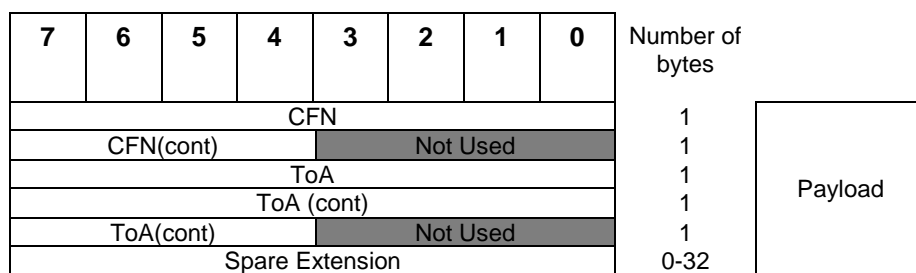 7 6 5 4 3 2 1 0 Number of
bytes
CFN 1
CFN(cont) Not Used 1
ToA 1
ToA (cont) 1
Payload
ToA(cont) Not Used 1
Spare Extension 0-32